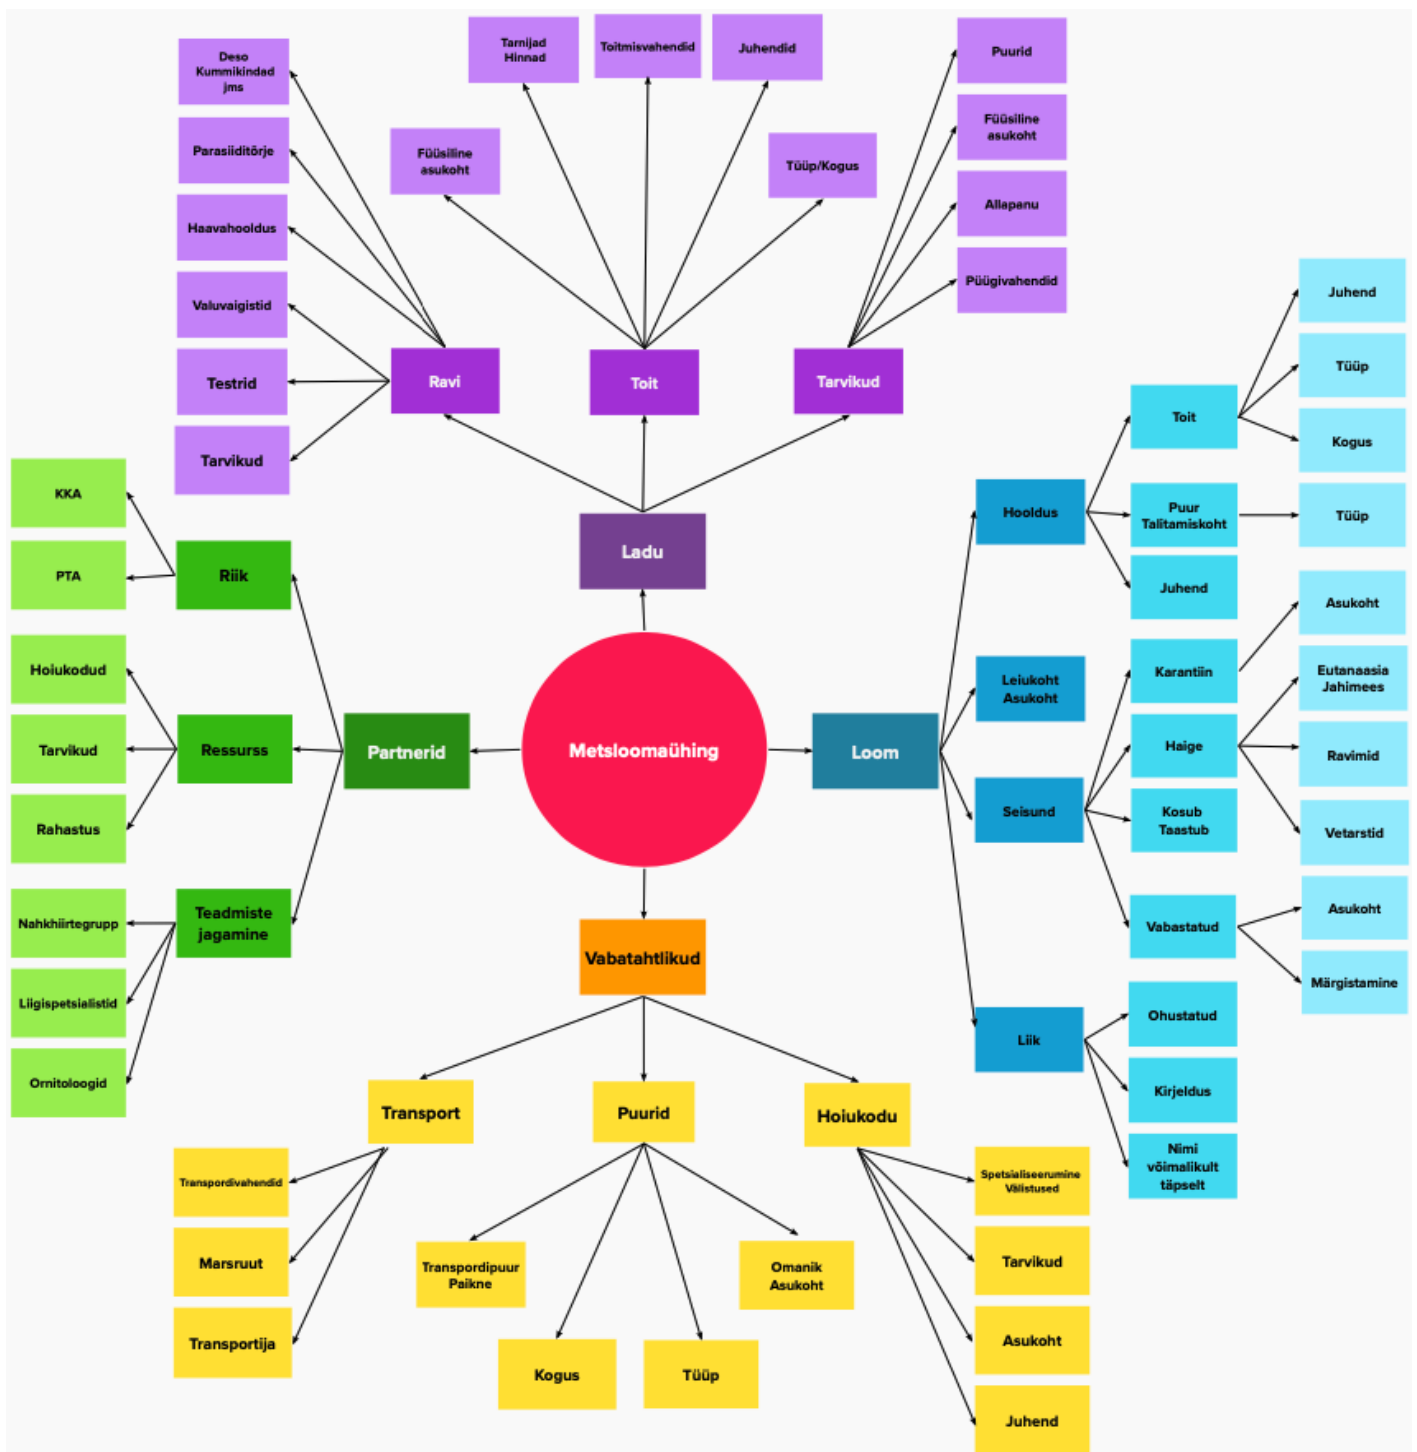 Deso
Kummikindad
jms
Parasiiditõrje
Haavahooldus
Valuvaigistid
Testrid
Tarvikud
Füüsiline
asukoht
Tarnijad
Hinnad
Toitmisvahendid
Juhendid
Tüüp/Kogus
Puurid
Füüsiline
asukoht
Allapanu
Püügivahendid
Ravi
Toit
Tarvikud
Ladu
KKA
PTA
Riik
Hoiukodud
Tarvikud
Rahastus
Ressurss
Nahkhiirtegrupp
Liigispetsialistid
Ornitoloogid
Teadmiste
jagamine
Partnerid
Metsloomaühing
Loom
Hooldus
Toit
Juhend
Tüüp
Kogus
Puur
Talitamiskoht
Tüüp
Juhend
Leiukoht
Asukoht
Seisund
Karantiin
Asukoht
Haige
Eutanaasia
Jahimees
Ravimid
Vetarstid
Kosub
Taastub
Vabastatud
Asukoht
Märgistamine
Liik
Ohustatud
Kirjeldus
Nimi
võimalikult
täpselt
Vabatahtlikud
Transport
Transpordivahendid
Marsruut
Transportija
Puurid
Transpordipuur
Paikne
Kogus
Tüüp
Omanik
Asukoht
Hoiukodu
Spetsialiseerumine
Välistused
Tarvikud
Asukoht
Juhend